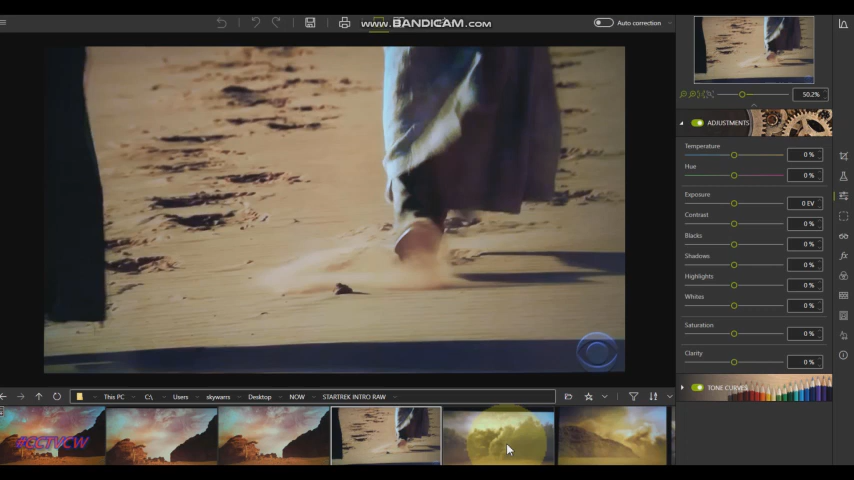 www.BANDICAM.com
Auto correction
50.2%
ADJUSTMENTS
Temperature
0 %
Hue
0 %
Exposure
0 EV
Contrast
0 %
Blacks
0 %
Shadows
0 %
Highlights
0 %
Whites
0 %
Saturation
0 %
Clarity
0 %
TONE CURVES
This PC C:\ Users skywarrs Desktop NOW STARTREK INTRO RAW
#ECTVCW